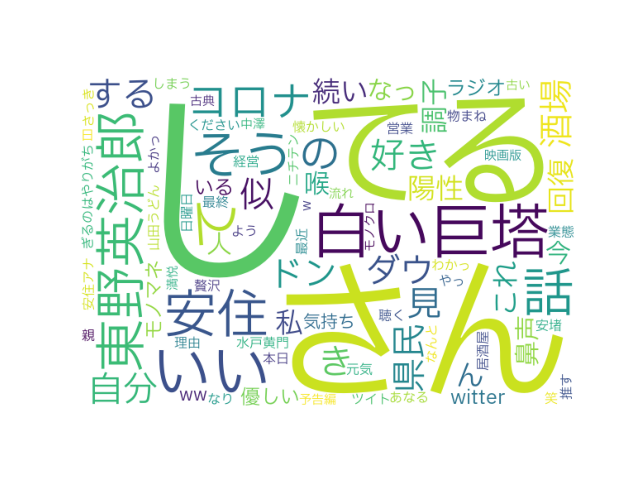 する
しまう
古典
コロナ
続い
なっ
ラジオ
古い
調子
酒場
物まね
ください
中澤
懐かしい
営業
映画版
てる
し
そう
の
好き
陽性
回復
喉
ニチテン
経営
いる
似
最終
日曜日
流れ
w
モノクロ
白い巨塔
業態
今
東野英治郎
よかっ
山田うどん
モノマネ
ぎるのはやりがち
安住アナ
人
よう
最近
ドン
ダウ
わかっ
やっ
これ
話
満悦
贅沢
安住
私
気持ち
聴く
見
なんと
鼻声
安堵
さん
県民
居酒屋
親
いい
理由
水戸黄門
本日
き
元気
ん
自分
ww
なり
優しい
予告編
ツイト
あなる
witter
笑
推す